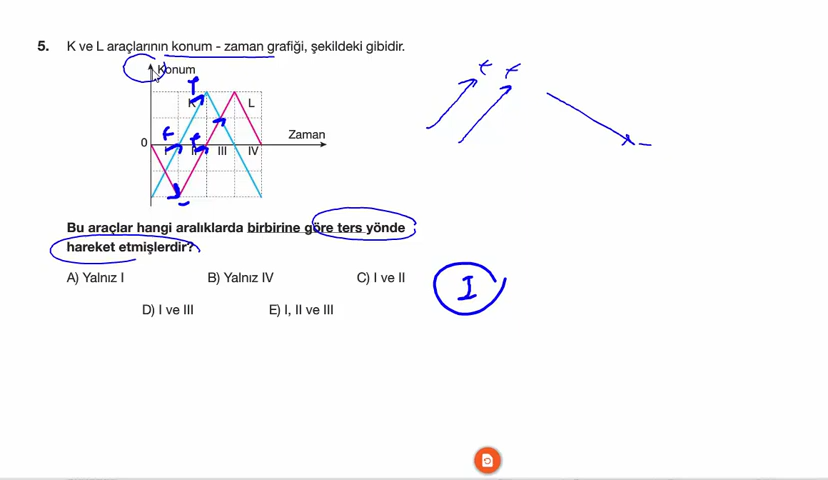 5. K ve L araçlarının konum - zaman grafiği, şekildeki gibidir.
Konum
K
L
0
Zaman
I II III IV
Bu araçlar hangi aralıklarda birbirine göre ters yönde
hareket etmişlerdir?
A) Yalnız I B) Yalnız IV C) I ve II
D) I ve III E) I, II ve III
I